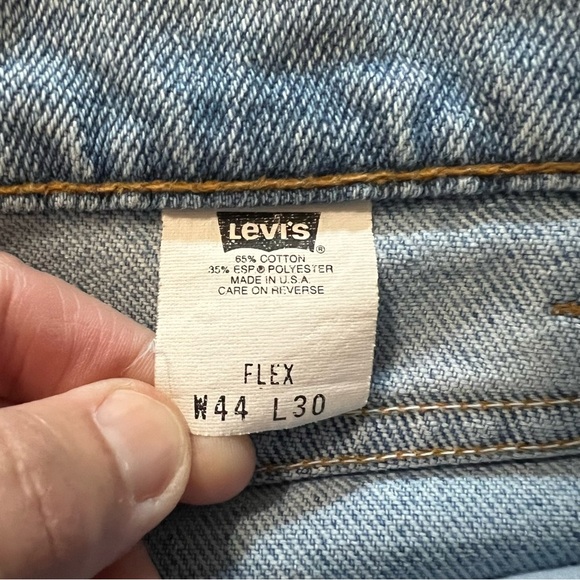 Levi's ®
65% COTTON
35% ESP® POLYESTER
MADE IN U.S.A.
CARE ON REVERSE
FLEX
W44 L30